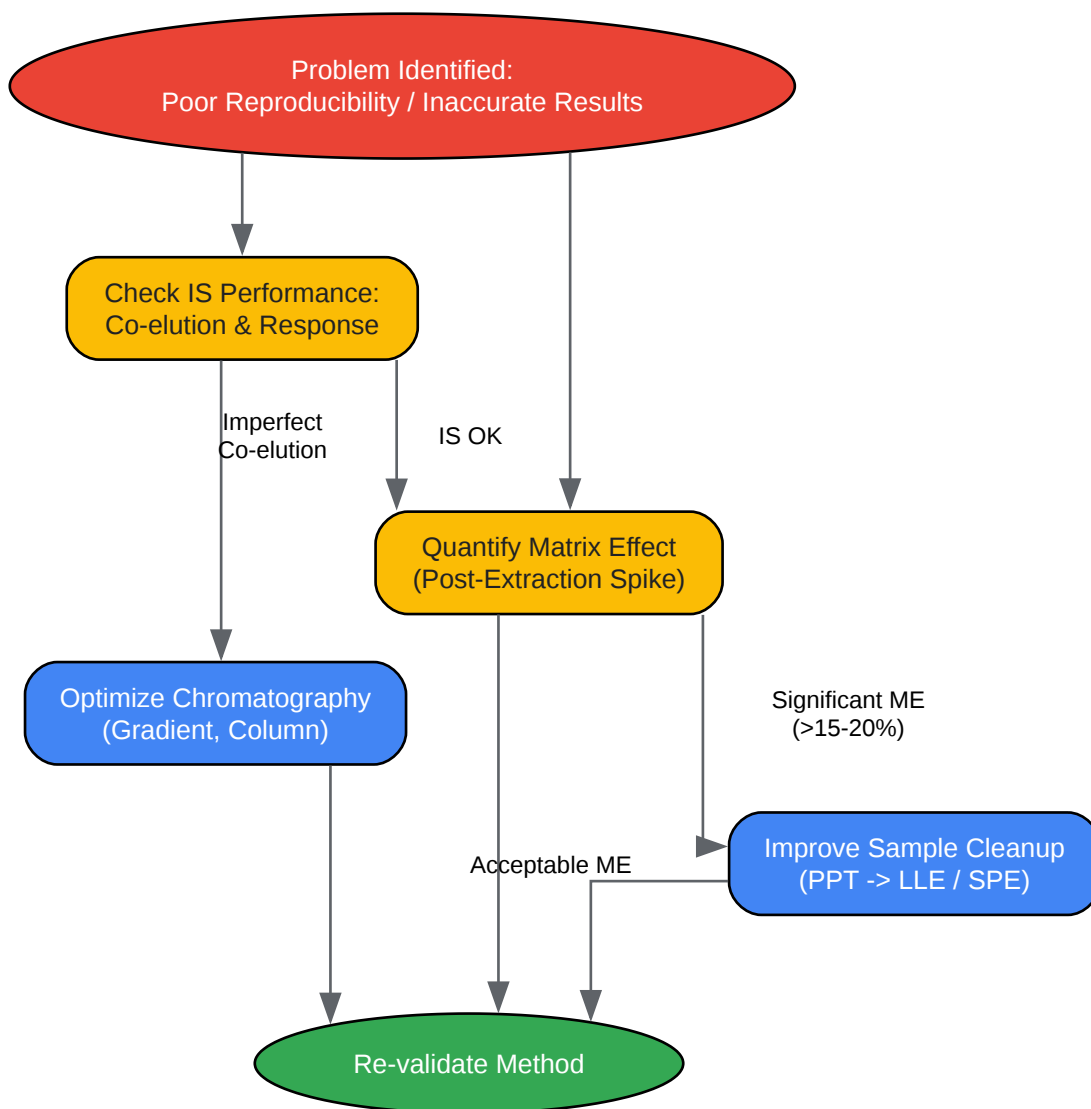 Problem Identified:
Poor Reproducibility / Inaccurate Results
Check IS Performance:
Co-elution & Response
Imperfect
Co-elution
IS OK
Quantify Matrix Effect
(Post-Extraction Spike)
Optimize Chromatography
(Gradient, Column)
Significant ME
(>15-20%)
Improve Sample Cleanup
(PPT -> LLE / SPE)
Acceptable ME
Re-validate Method